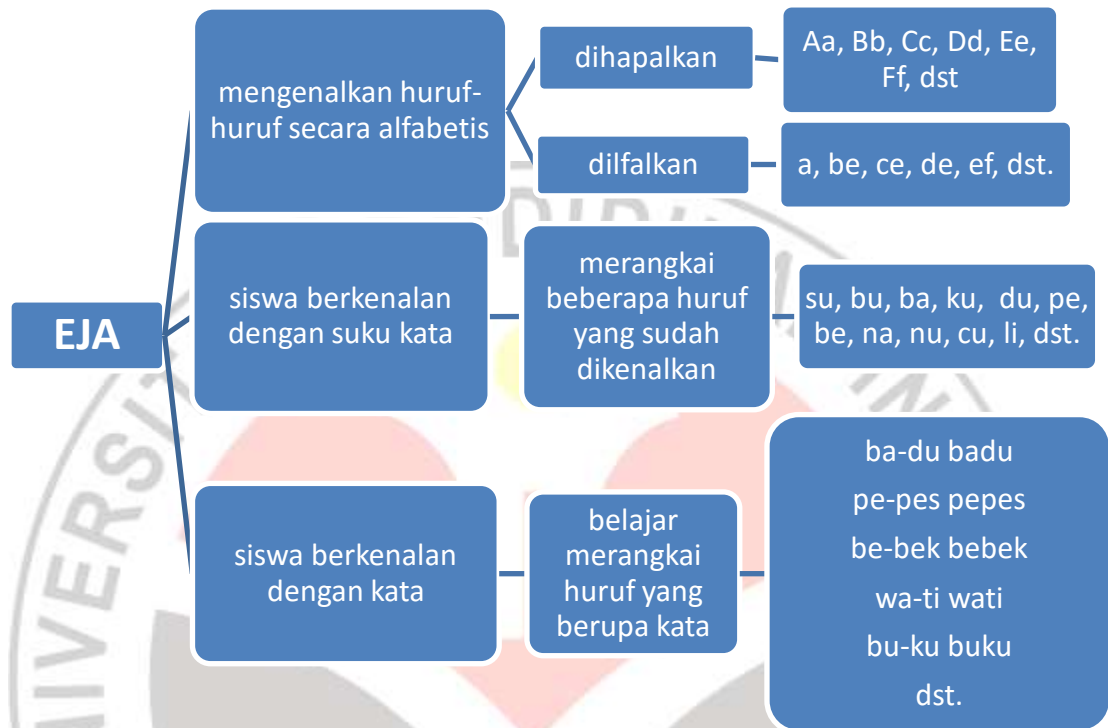 EJA
mengenalkan huruf-
huruf secara alfabetis
dihapalkan
Aa, Bb, Cc, Dd, Ee,
Ff, dst
dilfalkan
a, be, ce, de, ef, dst.
siswa berkenalan
dengan suku kata
merangkai
beberapa huruf
yang sudah
dikenalkan
su, bu, ba, ku, du, pe,
be, na, nu, cu, li, dst.
siswa berkenalan
dengan kata
belajar
merangkai
huruf yang
berupa kata
ba-du badu
pe-pes pepes
be-bek bebek
wa-ti wati
bu-ku buku
dst.